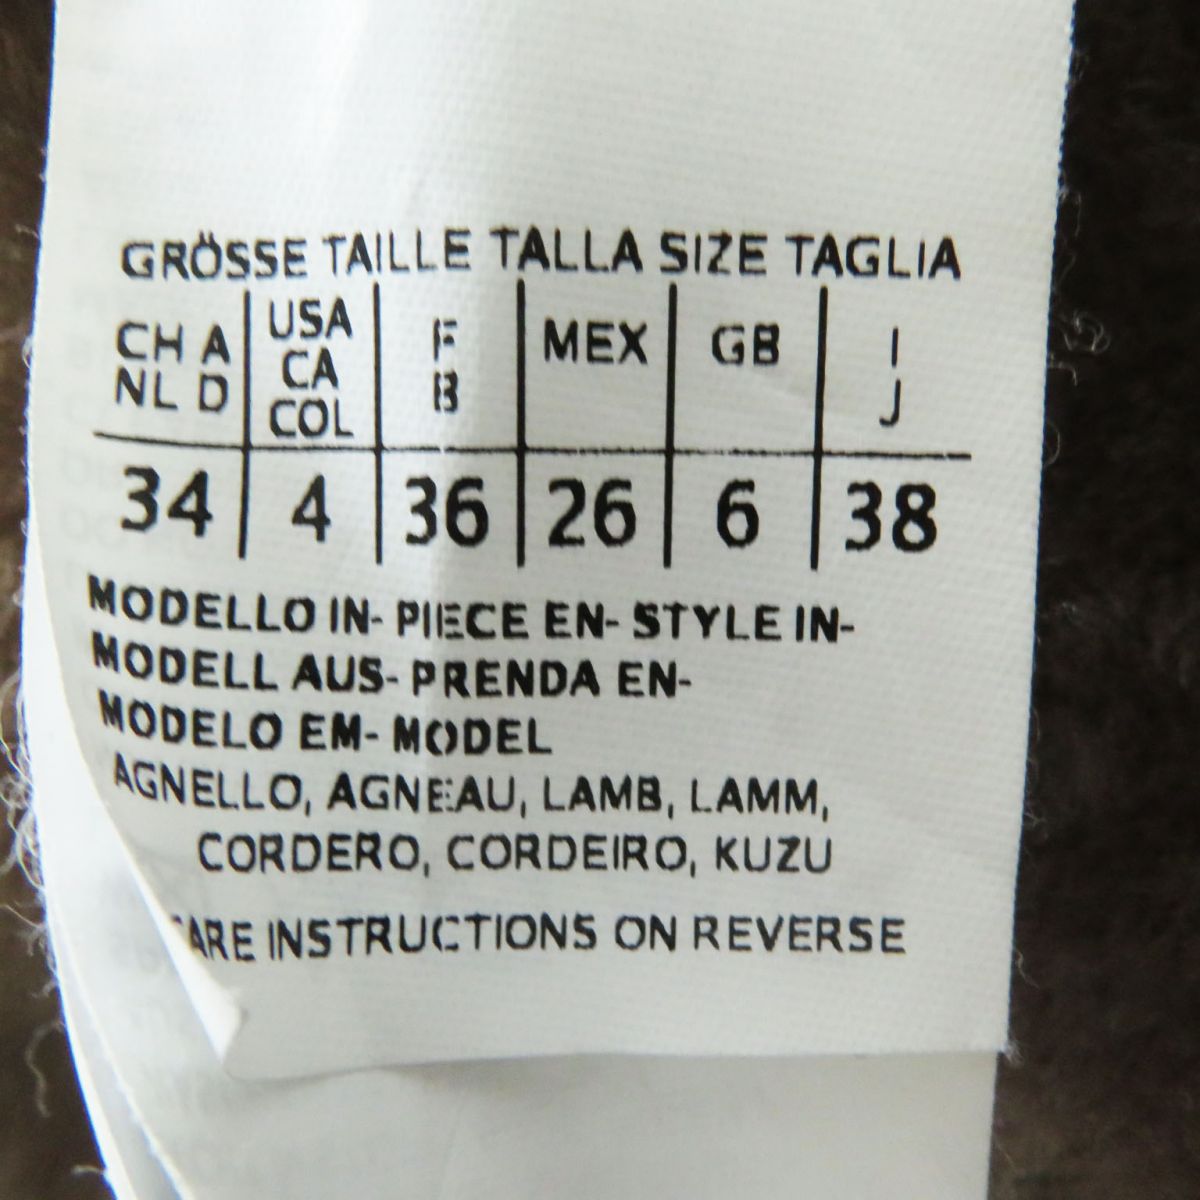 GRÖSSE TAILLE TALLA SIZE TAGLIA
CH A NL D | USA CA COL | F B | MEX | GB | I J
34 | 4 | 36 | 26 | 6 | 38
MODELLO IN- PIECE EN- STYLE IN-
MODELL AUS- PRENDA EN-
MODELO EM- MODEL
AGNELLO, AGNEAU, LAMB, LAMM,
CORDERO, CORDEIRO, KUZU
CARE INSTRUCTIONS ON REVERSE